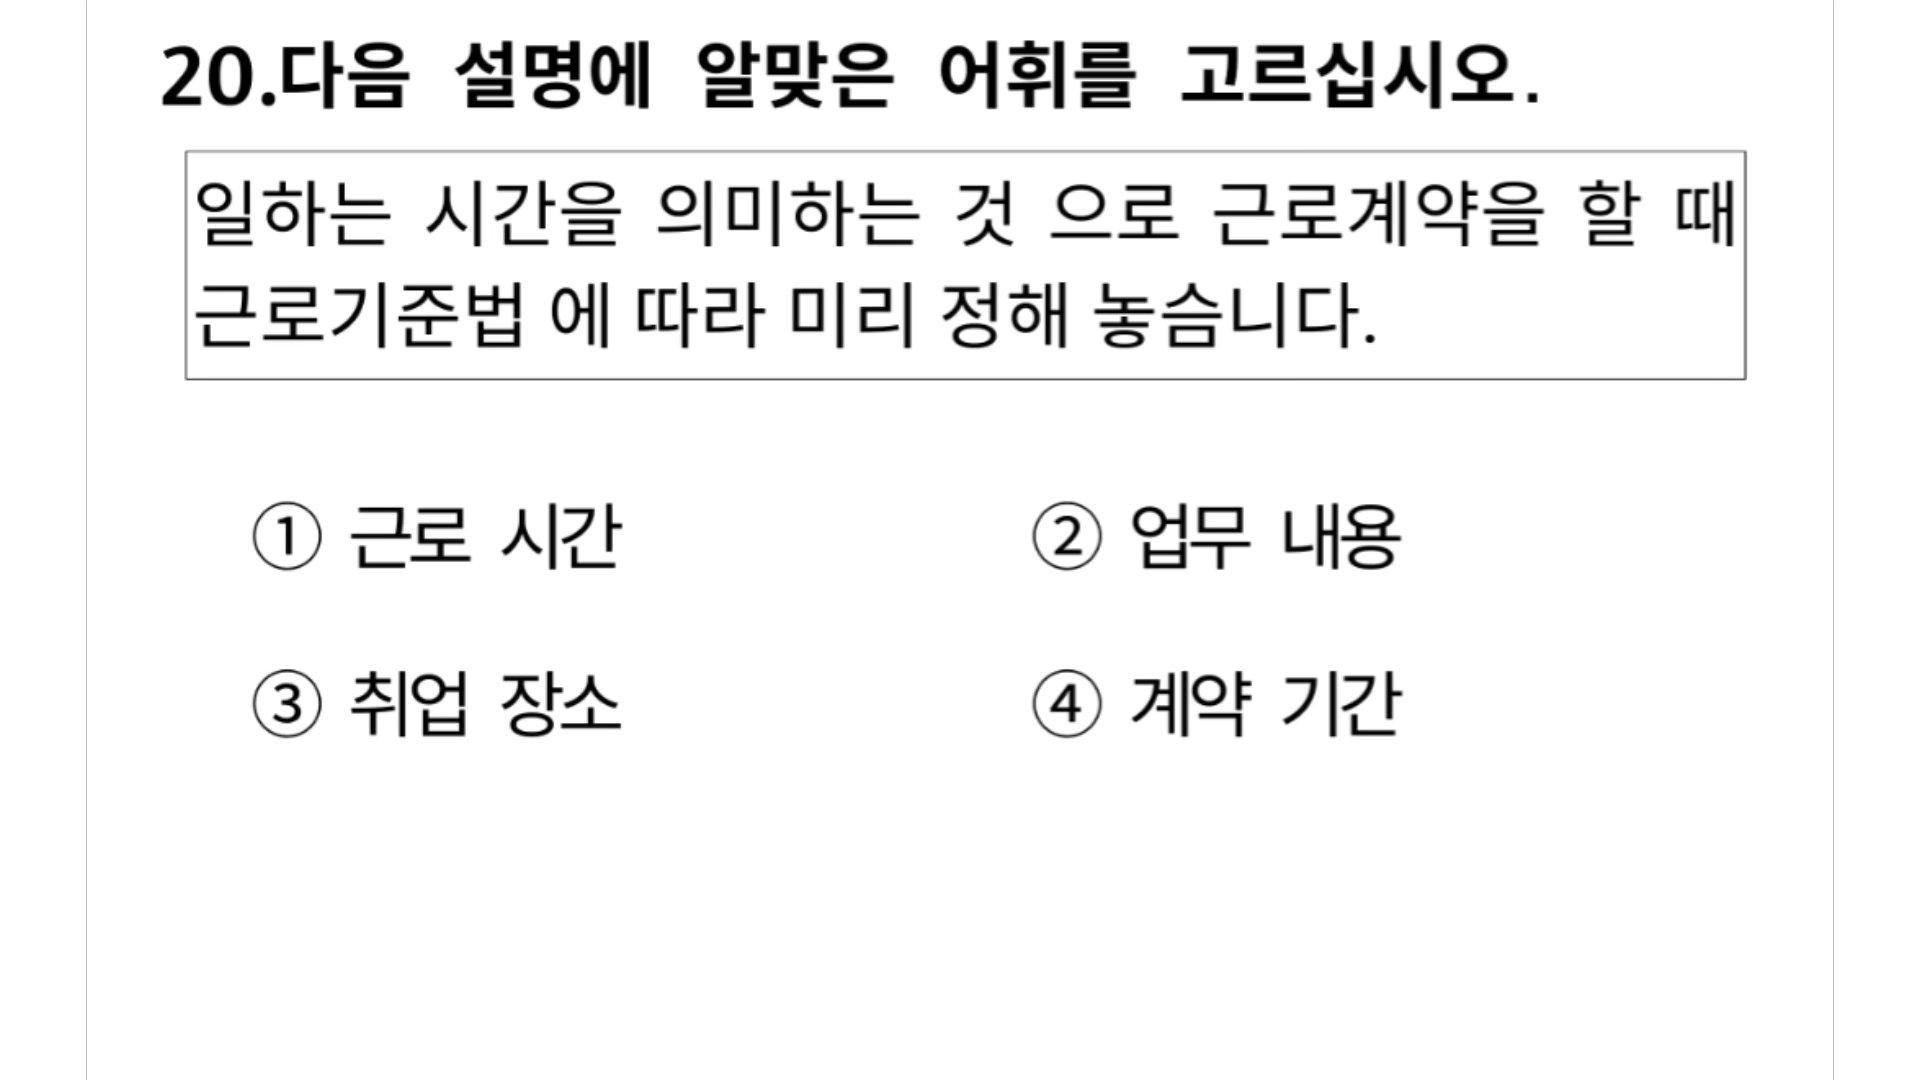 20.다음 설명에 알맞은 어휘를 고르십시오.
일하는 시간을 의미하는 것 으로 근로계약을 할 때
근로기준법 에 따라 미리 정해 놓슴니다.
① 근로 시간 ② 업무 내용
③ 취업 장소 ④ 계약 기간